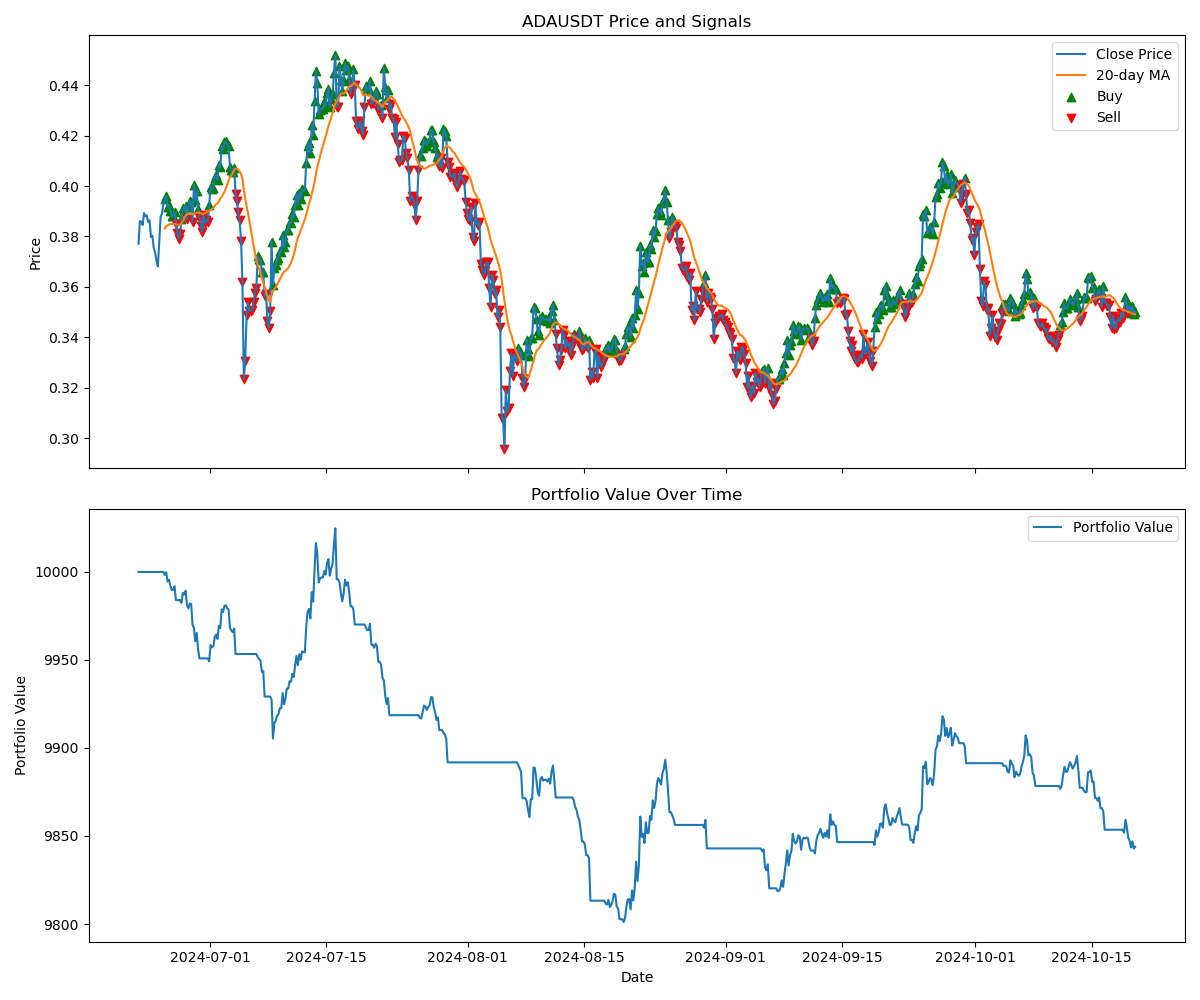 ADAUSDT Price and Signals
Close Price
20-day MA
Buy
Sell
0.44
0.42
0.40
0.38
0.36
0.34
0.32
0.30
Price
Portfolio Value Over Time
Portfolio Value
10000
9950
9900
9850
9800
Portfolio Value
2024-07-01 2024-07-15 2024-08-01 2024-08-15 2024-09-01 2024-09-15 2024-10-01 2024-10-15
Date